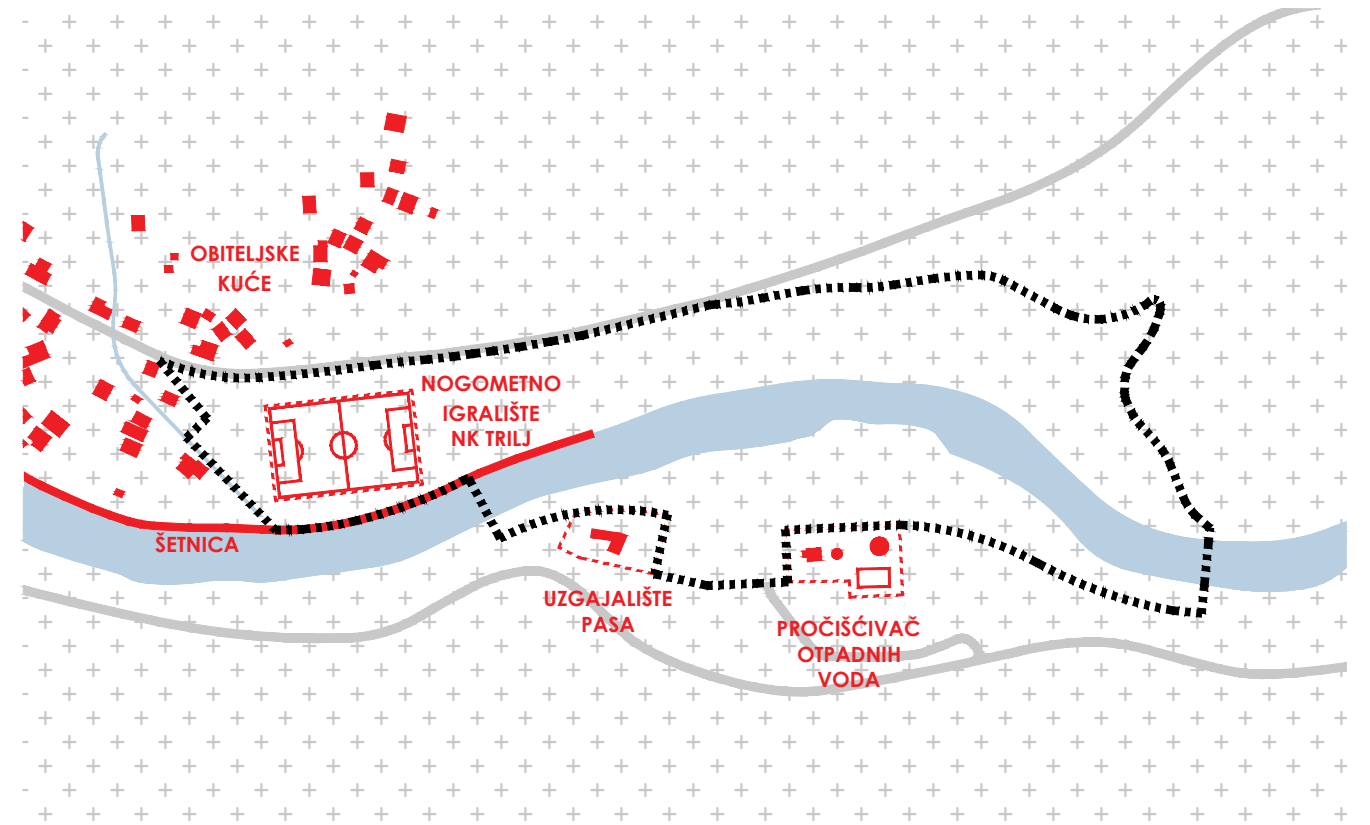 OBITELJSKE
KUĆE
NOGOMETNO
IGRALIŠTE
NK TRILJ
ŠETNICA
UZGAJALIŠTE
PASA
PROČIŠĆIVAČ
OTPADNIH
VODA